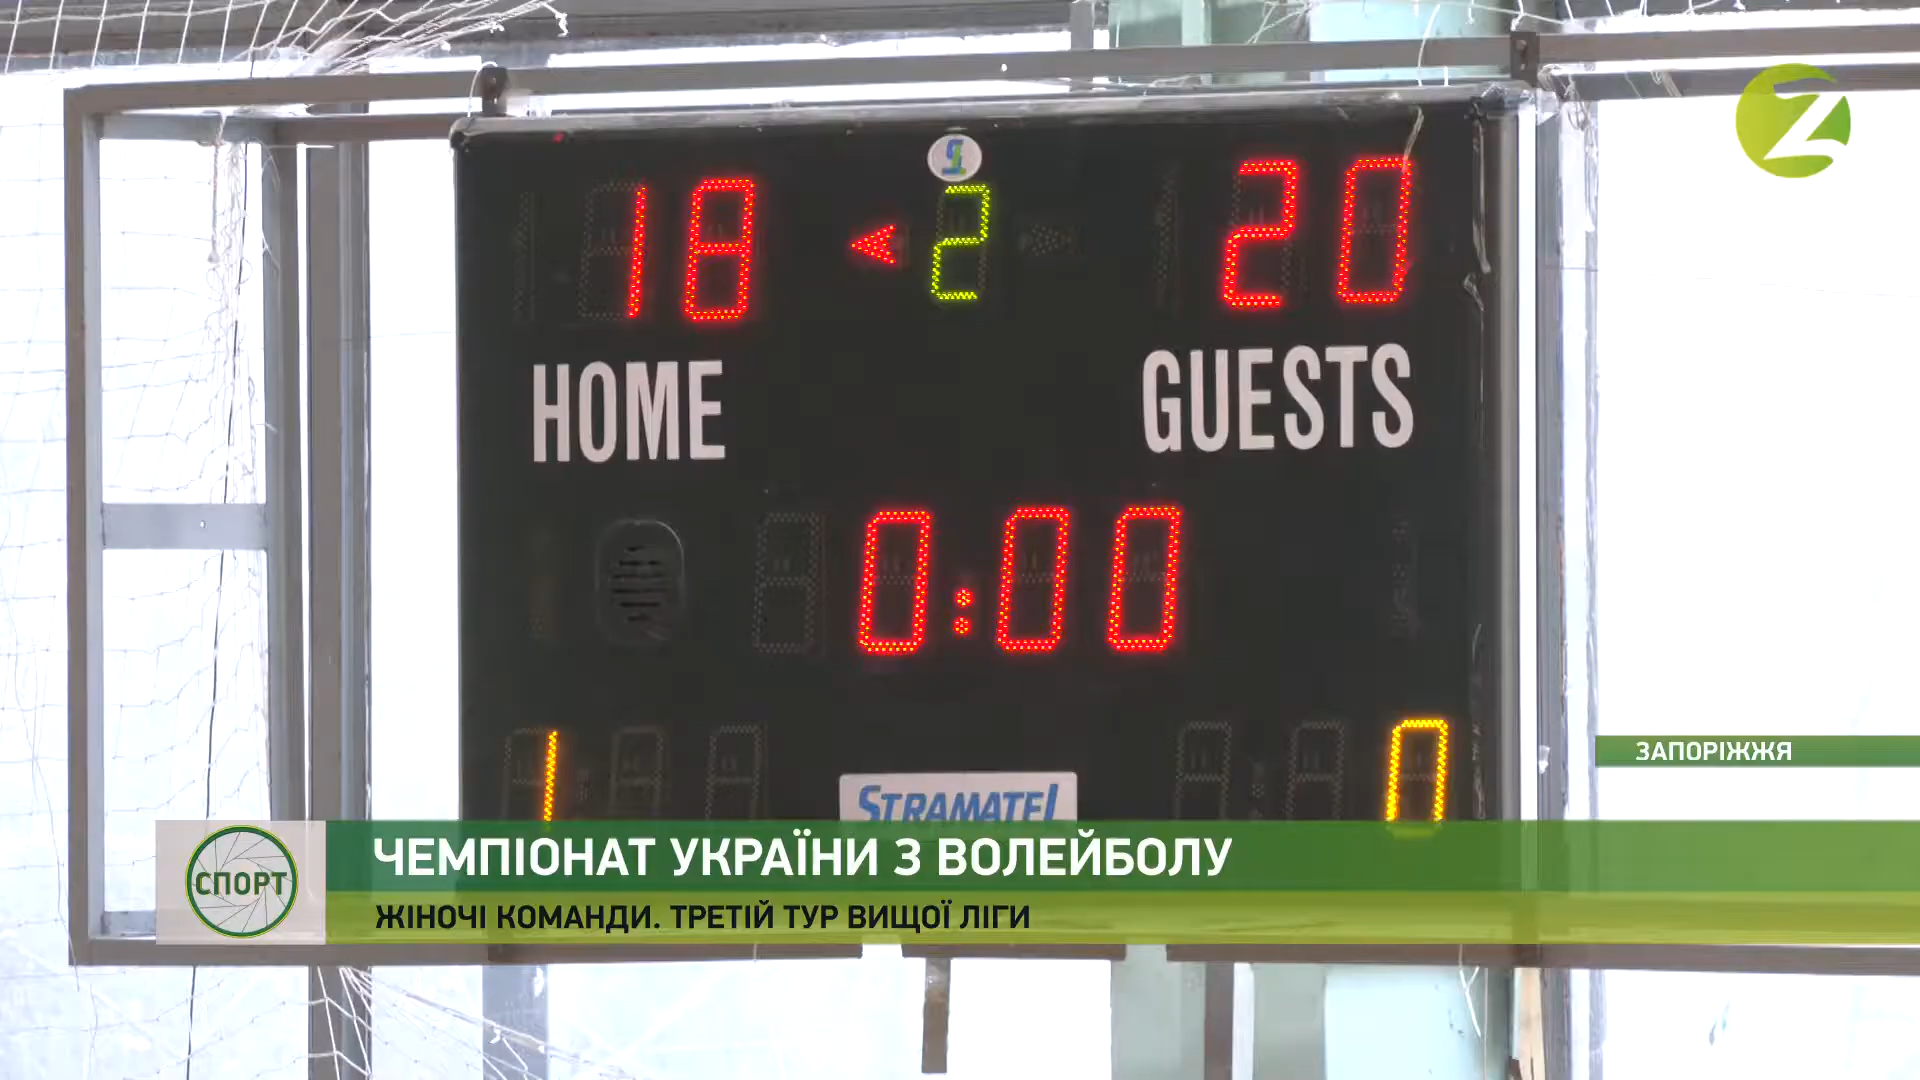 18 2 20
HOME GUESTS
0:00
1 0
STRAMATEL
ЗАПОРІЖЖЯ
ЧЕМПІОНАТ УКРАЇНИ З ВОЛЕЙБОЛУ
СПОРТ
ЖІНОЧІ КОМАНДИ. ТРЕТІЙ ТУР ВИЩОЇ ЛІГИ